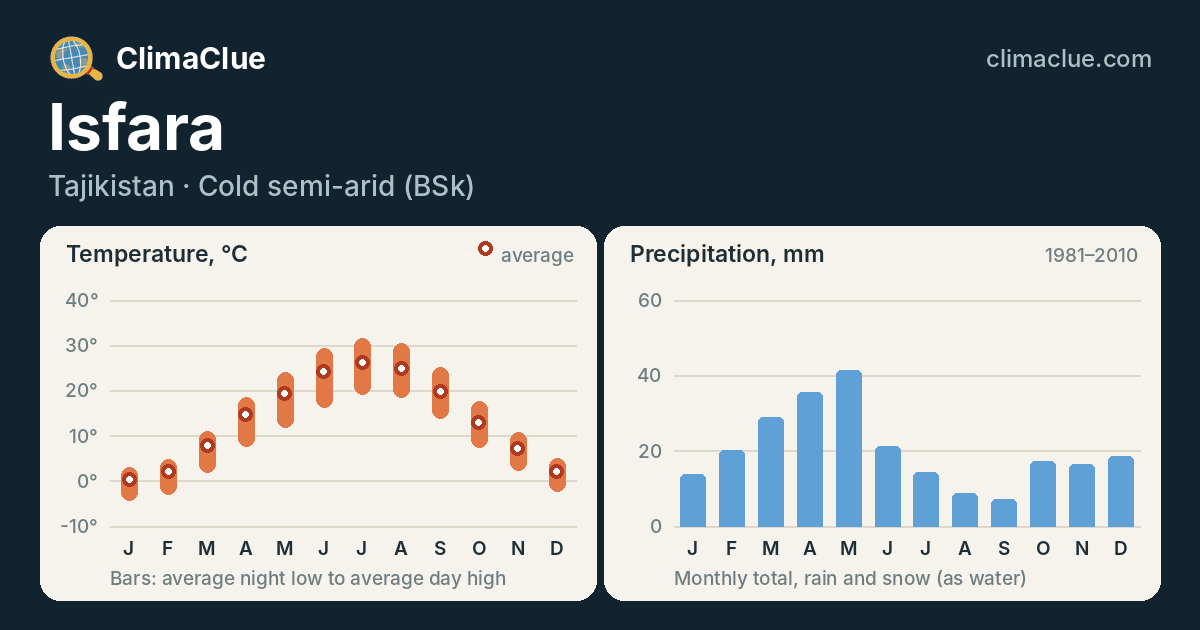 ClimaClue
climaclue.com
Isfara
Tajikistan · Cold semi-arid (BSk)
Temperature, °C
average
40°
30°
20°
10°
0°
-10°
J F M A M J J A S O N D
Bars: average night low to average day high
Precipitation, mm
1981–2010
60
40
20
0
J F M A M J J A S O N D
Monthly total, rain and snow (as water)